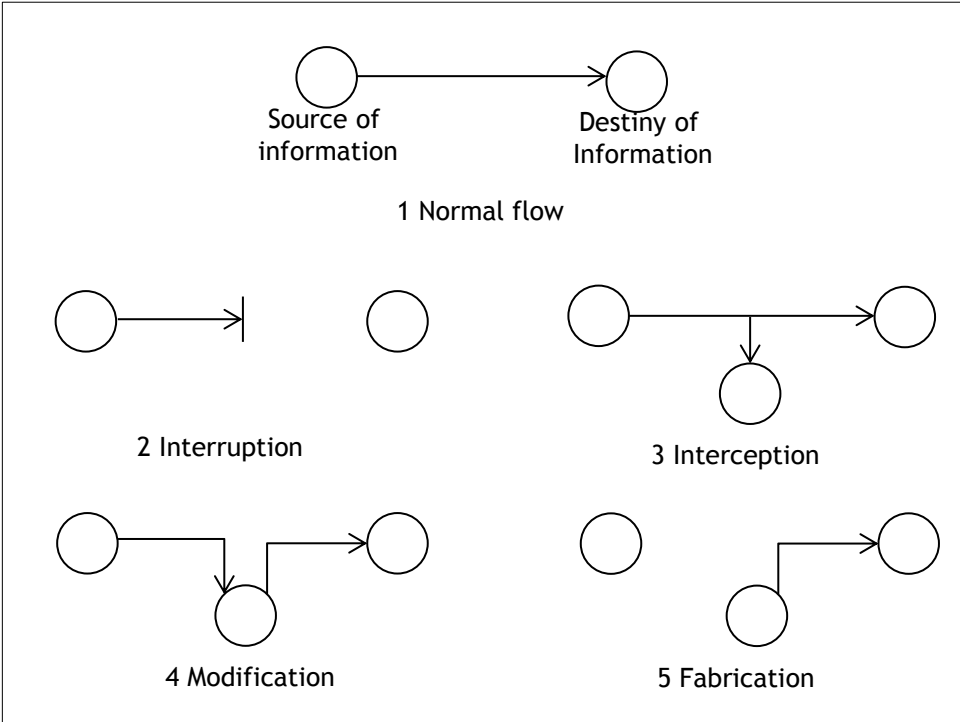 Source of
information
Destiny of
Information
1 Normal flow
2 Interruption
3 Interception
4 Modification
5 Fabrication